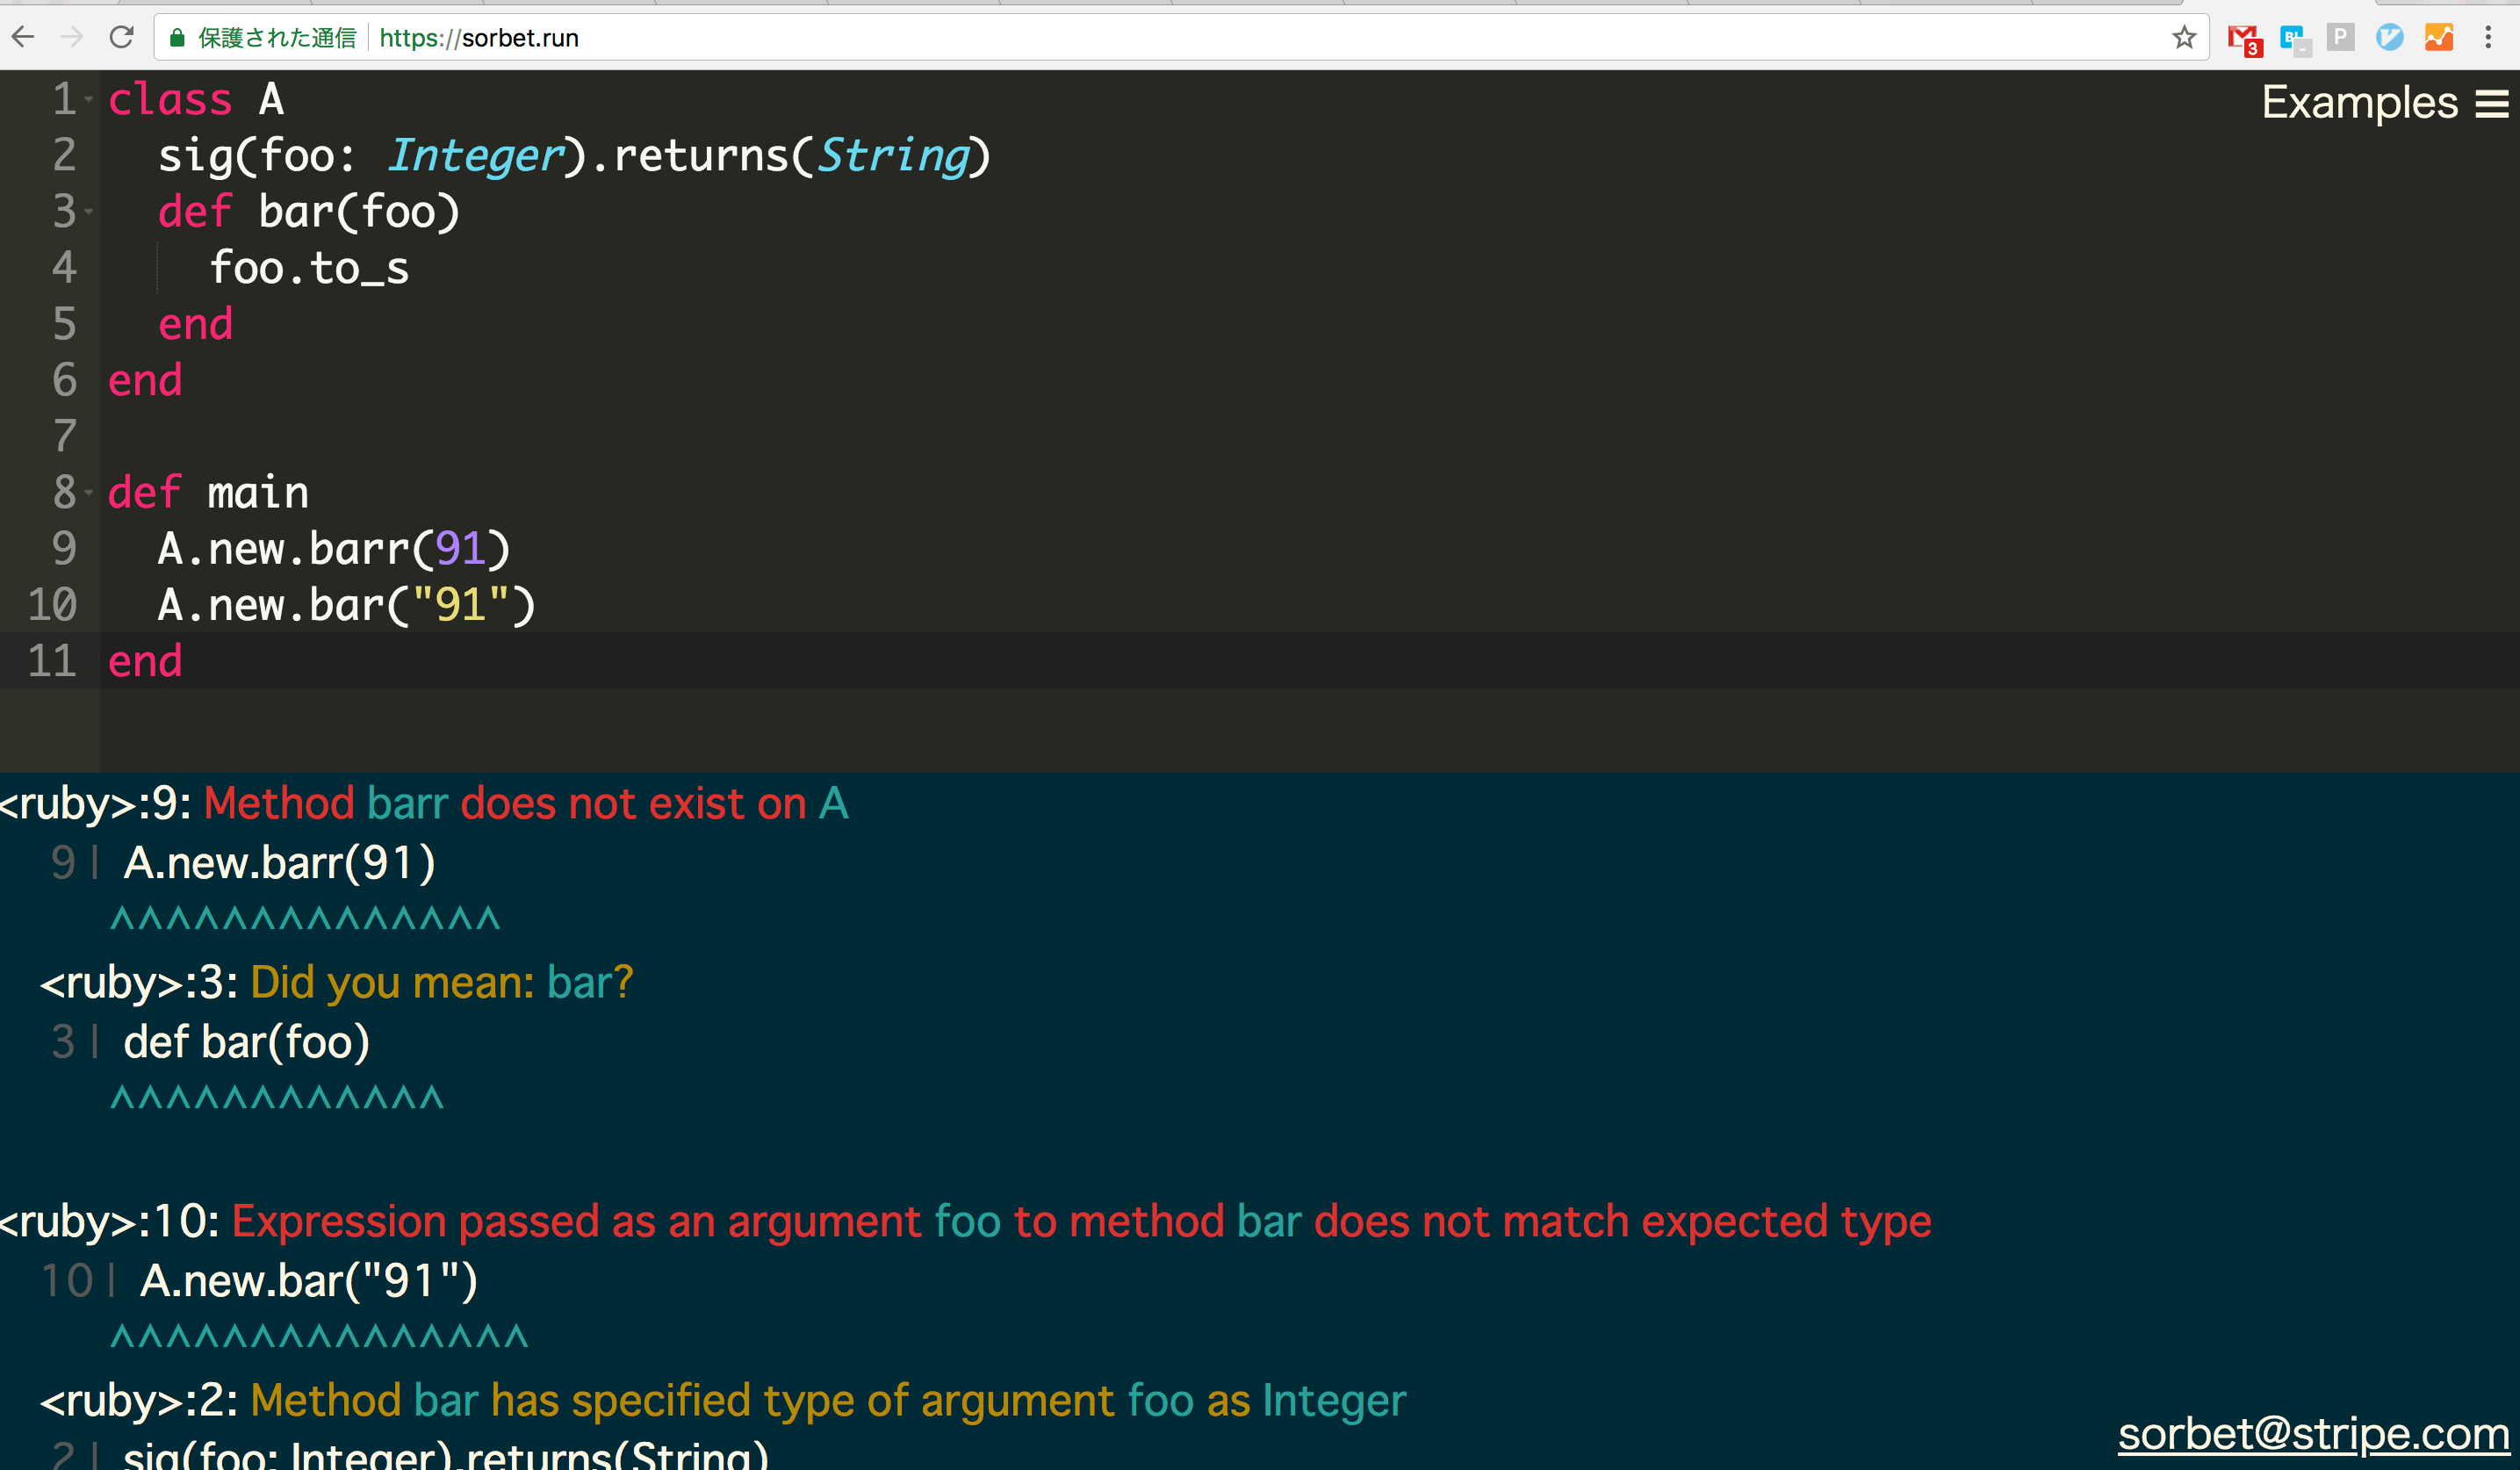 保護された通信 https://sorbet.run
3
BL
P
Examples
1 class A
2 sig(foo: Integer).returns(String)
3 def bar(foo)
4 foo.to_s
5 end
6 end
7
8 def main
9 A.new.barr(91)
10 A.new.bar("91")
11 end
<ruby>:9: Method barr does not exist on A
9 | A.new.barr(91)
^^^^^^^^^^^^^^
<ruby>:3: Did you mean: bar?
3 | def bar(foo)
^^^^^^^^^^^^
<ruby>:10: Expression passed as an argument foo to method bar does not match expected type
10 | A.new.bar("91")
^^^^^^^^^^^^^^^
<ruby>:2: Method bar has specified type of argument foo as Integer
2 | sig(foo: Integer).returns(String)
sorbet@stripe.com